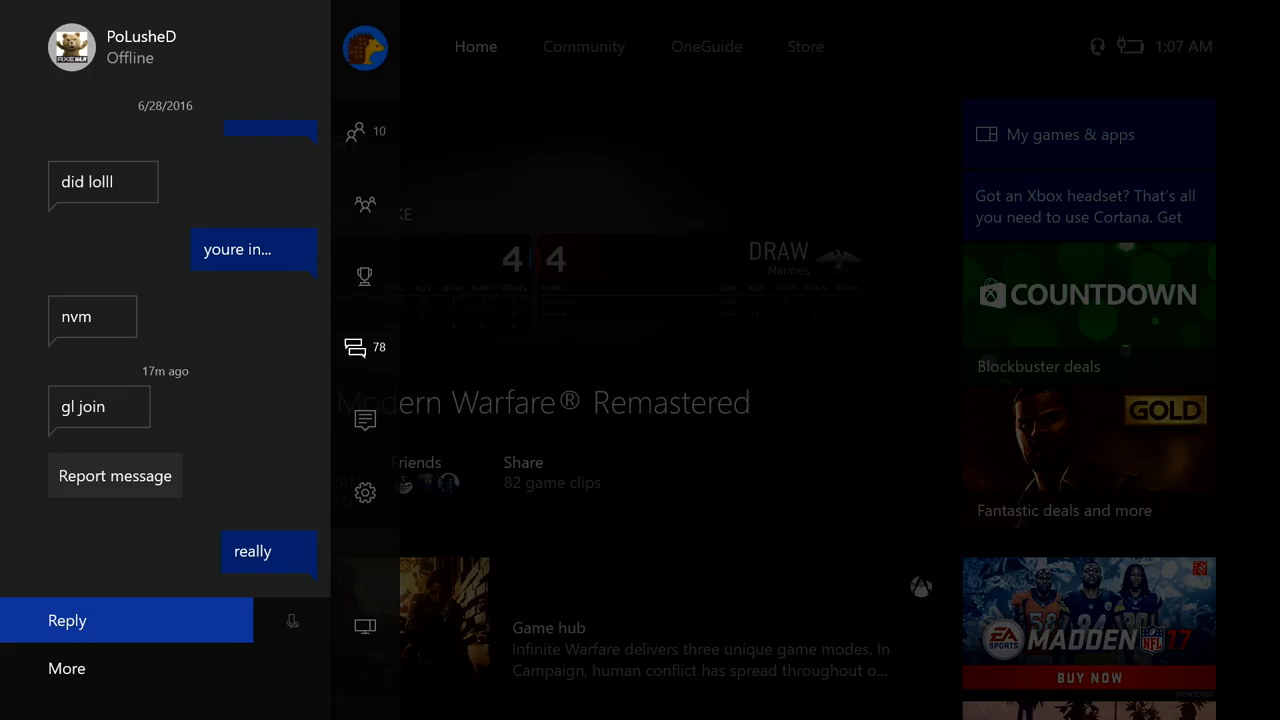 PoLusheD
Offline
6/28/2016
did lolll
youre in...
nvm
17m ago
gl join
Report message
really
Reply
More
10
78
Home
Community
OneGuide
Store
1:07 AM
4
4
DRAW
Marines
Modern Warfare® Remastered
Friends
Share
82 game clips
Game hub
Infinite Warfare delivers three unique game modes. In
Campaign, human conflict has spread throughout o...
My games & apps
Got an Xbox headset? That's all
you need to use Cortana. Get
COUNTDOWN
Blockbuster deals
GOLD
Fantastic deals and more
EA
SPORTS
MADDEN
NFL
17
BUY NOW
SPONSORED